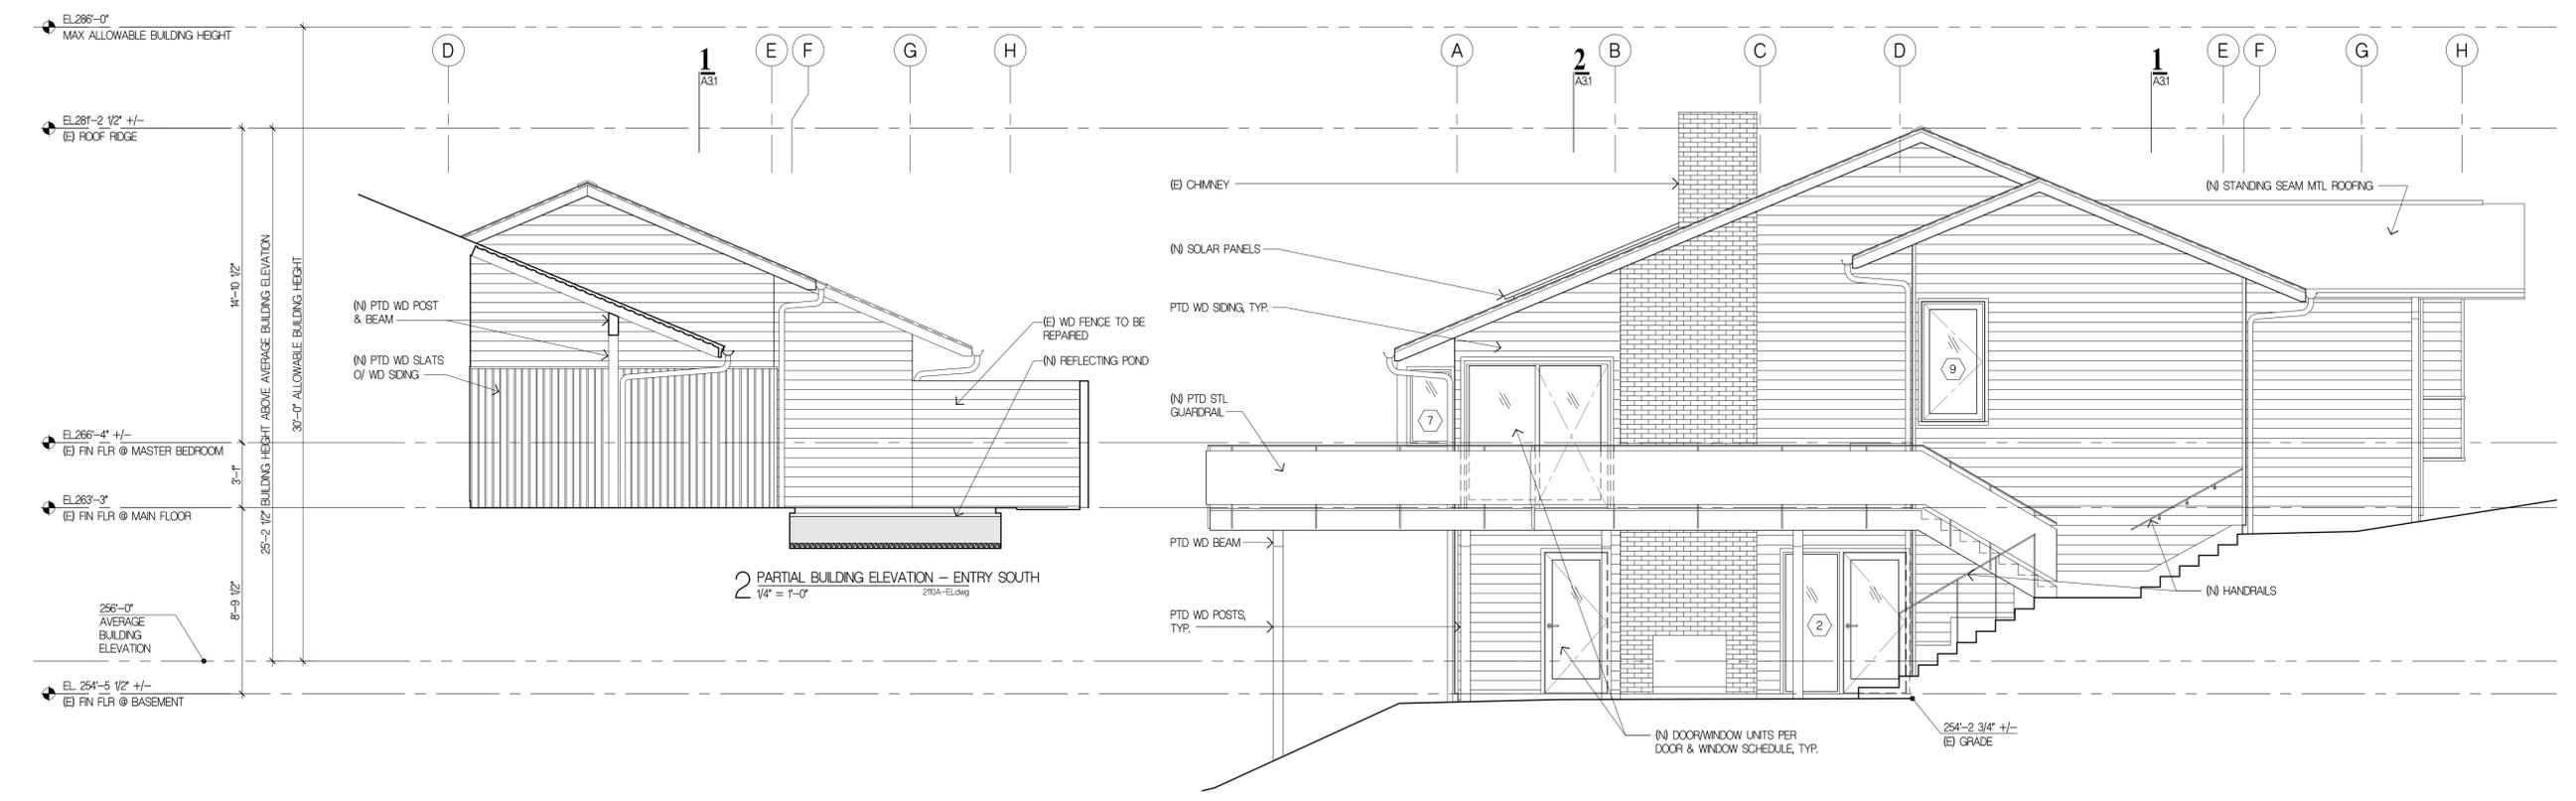 EL286'-0"
MAX ALLOWABLE BUILDING HEIGHT
D
1
A3.1
E
F
G
H
A
2
A3.1
B
C
D
1
A3.1
E
F
G
H
EL281'-2 1/2" +/-
(E) ROOF RIDGE
14'-10 1/2"
25'-2 1/2" BUILDING HEIGHT ABOVE AVERAGE BUILDING ELEVATION
30'-0" ALLOWABLE BUILDING HEIGHT
EL266'-4" +/-
(E) FIN FLR @ MASTER BEDROOM
3'-1"
EL263'-3"
(E) FIN FLR @ MAIN FLOOR
8'-9 1/2"
256'-0"
AVERAGE
BUILDING
ELEVATION
EL. 254'-5 1/2" +/-
(E) FIN FLR @ BASEMENT
(N) PTD WD POST
& BEAM
(N) PTD WD SLATS
O/ WD SIDING
(E) WD FENCE TO BE
REPAIRED
(N) REFLECTING POND
2 PARTIAL BUILDING ELEVATION - ENTRY SOUTH
1/4" = 1'-0"
2110A-EL.dwg
(E) CHIMNEY
(N) SOLAR PANELS
PTD WD SIDING, TYP.
(N) PTD STL
GUARDRAIL
PTD WD BEAM
PTD WD POSTS,
TYP.
(N) STANDING SEAM MTL ROOFING
7
9
2
(N) HANDRAILS
(N) DOOR/WINDOW UNITS PER
DOOR & WINDOW SCHEDULE, TYP.
254'-2 3/4" +/-
(E) GRADE